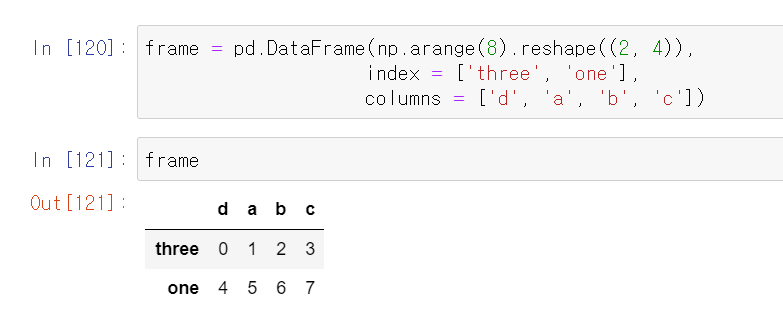 In [120]: frame = pd.DataFrame(np.arange(8).reshape((2, 4)),
index = ['three', 'one'],
columns = ['d', 'a', 'b', 'c'])
In [121]: frame
Out[121]:
d a b c
three 0 1 2 3
one 4 5 6 7